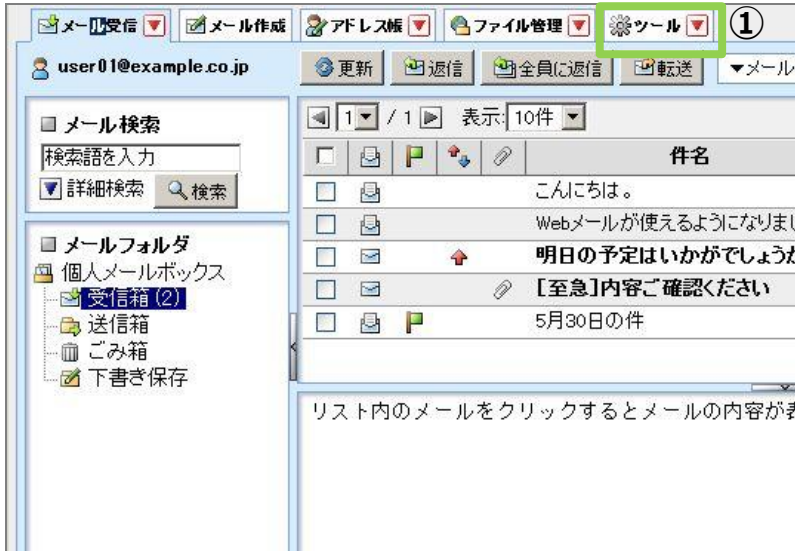 メール受信 メール作成 アドレス帳 ファイル管理 ツール ①
user01@example.co.jp 更新 返信 全員に返信 転送 ▼メール
メール検索
検索語を入力
詳細検索 検索
メールフォルダ
個人メールボックス
受信箱 (2)
送信箱
ごみ箱
下書き保存
1 / 1 表示: 10件
件名
こんにちは。
Webメールが使えるようになりまし
明日の予定はいかがでしょうか
[至急]内容ご確認ください
5月30日の件
リスト内のメールをクリックするとメールの内容が表